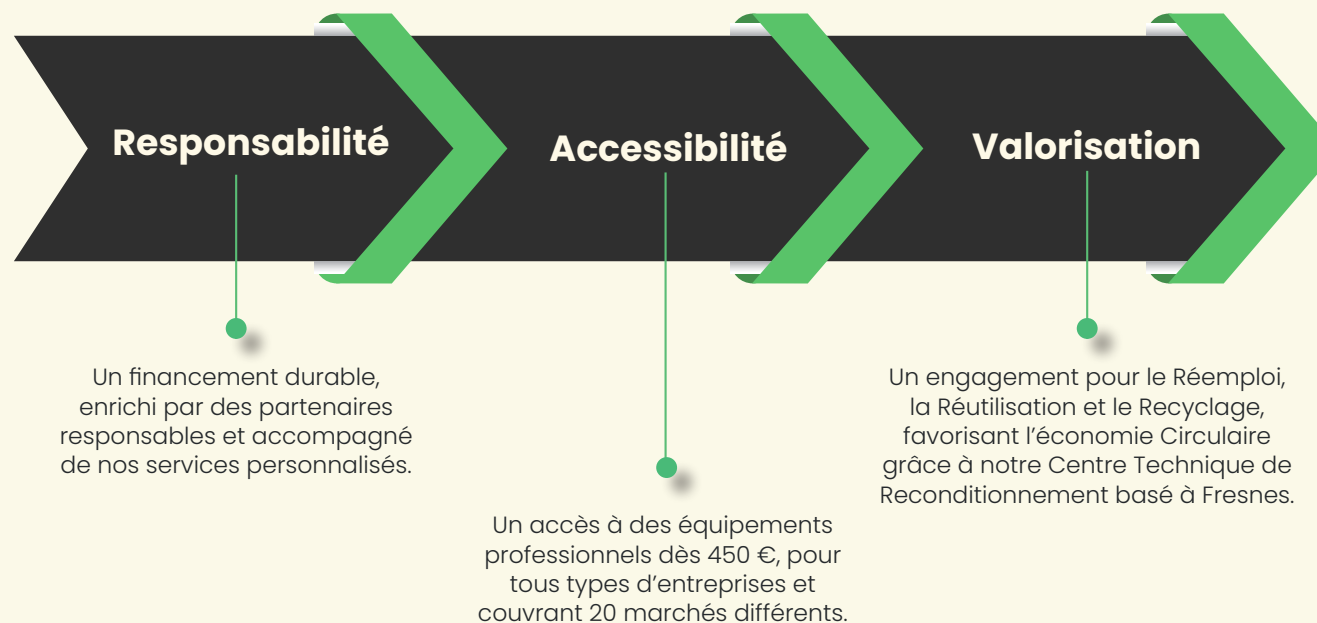 Responsabilité
Accessibilité
Valorisation
Un financement durable,
enrichi par des partenaires
responsables et accompagné
de nos services personnalisés.
Un accès à des équipements
professionnels dès 450 €, pour
tous types d’entreprises et
couvrant 20 marchés différents.
Un engagement pour le Réemploi,
la Réutilisation et le Recyclage,
favorisant l’économie Circulaire
grâce à notre Centre Technique de
Reconditionnement basé à Fresnes.